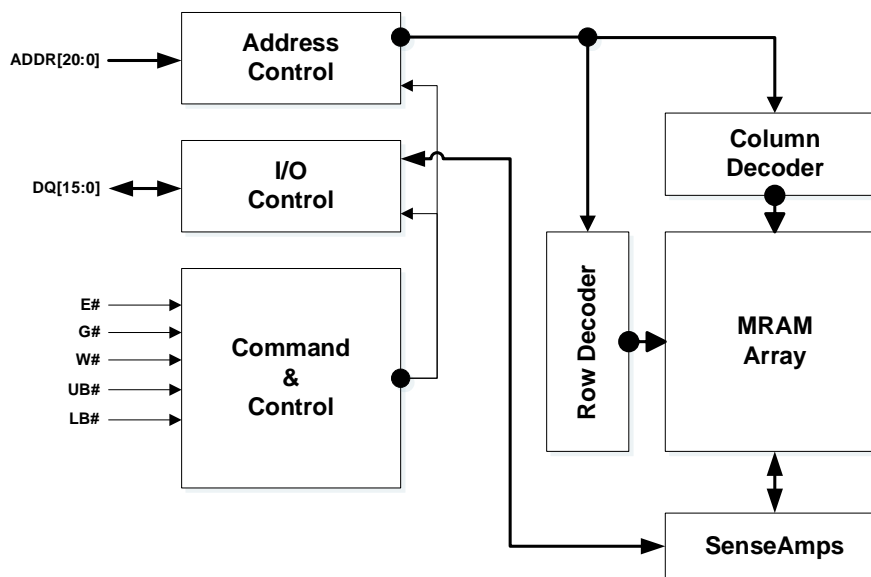 Address
Control
ADDR[20:0]
Column
Decoder
I/O
Control
DQ[15:0]
Row Decoder
MRAM
Array
E#
G#
W#
UB#
LB#
Command
&
Control
SenseAmps